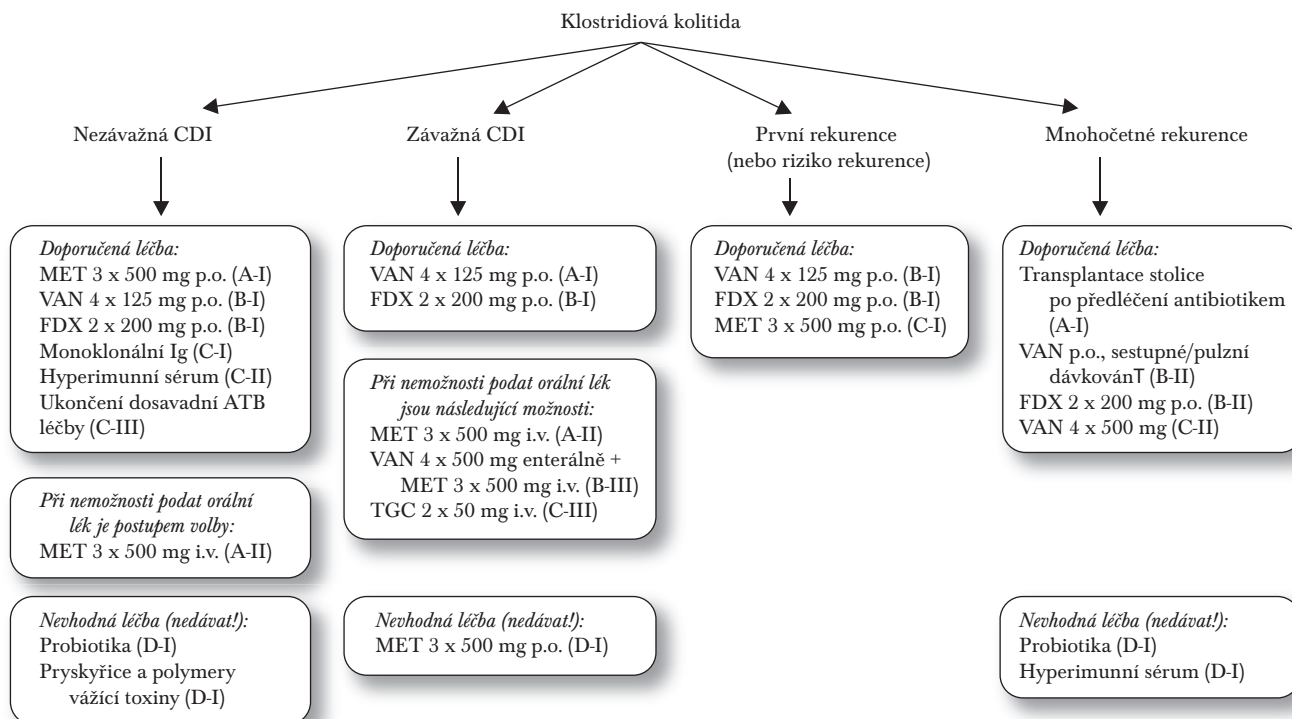 Klostridiová kolitida
Nezávažná CDI
Závažná CDI
První rekurence
(nebo riziko rekurence)
Mnohočetné rekurence
Doporučená léčba:
MET 3 x 500 mg p.o. (A-I)
VAN 4 x 125 mg p.o. (B-I)
FDX 2 x 200 mg p.o. (B-I)
Monoklonální Ig (C-I)
Hyperimunní sérum (C-II)
Ukončení dosavadní ATB
léčby (C-III)
Při nemožnosti podat orální
lék je postupem volby:
MET 3 x 500 mg i.v. (A-II)
Nevhodná léčba (nedávat!):
Probiotika (D-I)
Pryskyřice a polymery
vážící toxiny (D-I)
Doporučená léčba:
VAN 4 x 125 mg p.o. (A-I)
FDX 2 x 200 mg p.o. (B-I)
Při nemožnosti podat orální lék
jsou následující možnosti:
MET 3 x 500 mg i.v. (A-II)
VAN 4 x 500 mg enterálně +
MET 3 x 500 mg i.v. (B-III)
TGC 2 x 50 mg i.v. (C-III)
Nevhodná léčba (nedávat!):
MET 3 x 500 mg p.o. (D-I)
Doporučená léčba:
VAN 4 x 125 mg p.o. (B-I)
FDX 2 x 200 mg p.o. (B-I)
MET 3 x 500 mg p.o. (C-I)
Doporučená léčba:
Transplantace stolice
po předléčení antibiotikem
(A-I)
VAN p.o., sestupné/pulzní
dávkovánT (B-II)
FDX 2 x 200 mg p.o. (B-II)
VAN 4 x 500 mg (C-II)
Nevhodná léčba (nedávat!):
Probiotika (D-I)
Hyperimunní sérum (D-I)